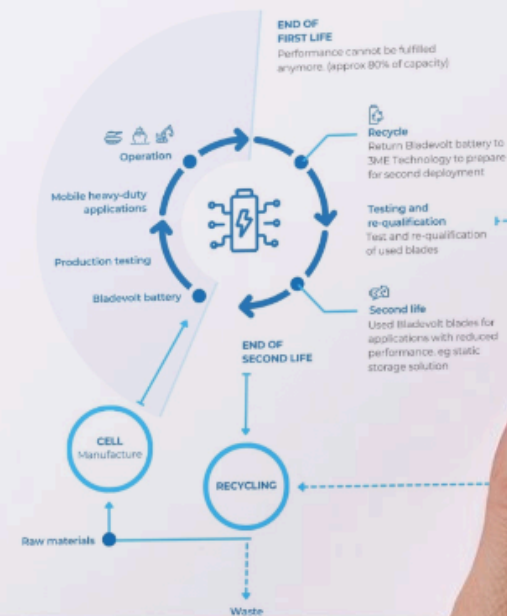 END OF
FIRST LIFE
Performance cannot be fulfilled
anymore. (approx 80% of capacity)
Operation
Mobile heavy-duty
applications
Production testing
Bladevolt battery
Recycle
Return Bladevolt battery to
3ME Technology to prepare
for second deployment
Testing and
re-qualification
Test and re-qualification
of used blades
Second life
Used Bladevolt blades for
applications with reduced
performance, eg static
storage solution
END OF
SECOND LIFE
CELL
Manufacture
RECYCLING
Raw materials
Waste